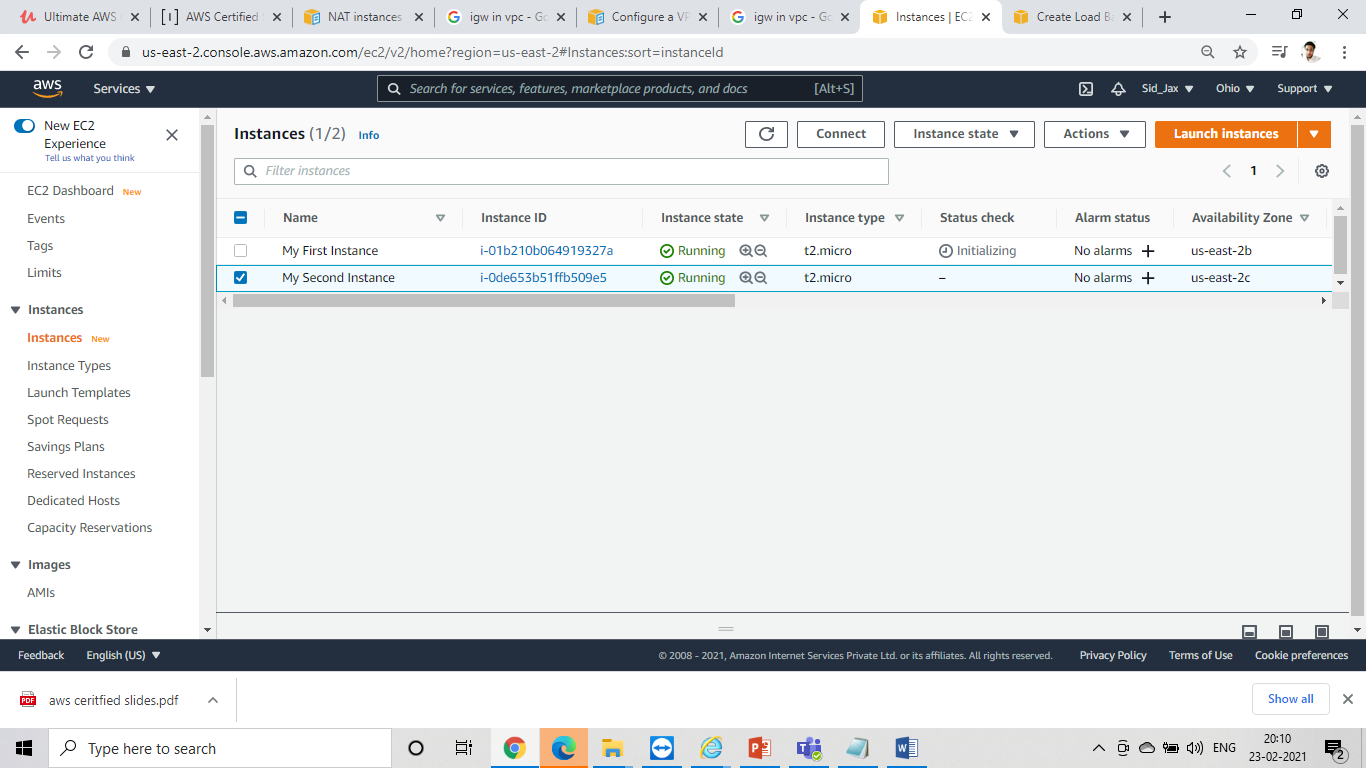 Ultimate AWS
AWS Certified
NAT instances
igw in vpc - Go
Configure a VP
igw in vpc - Go
Instances | EC2
Create Load Ba
us-east-2.console.aws.amazon.com/ec2/v2/home?region=us-east-2#Instances:sort=instanceId
aws Services Search for services, features, marketplace products, and docs [Alt+S] Sid_Jax Ohio Support
New EC2
Experience
Tell us what you think
EC2 Dashboard New
Events
Tags
Limits
Instances
Instances New
Instance Types
Launch Templates
Spot Requests
Savings Plans
Reserved Instances
Dedicated Hosts
Capacity Reservations
Images
AMIs
Elastic Block Store
Instances (1/2) Info Connect Instance state Actions Launch instances
Filter instances 1
Name Instance ID Instance state Instance type Status check Alarm status Availability Zone
My First Instance i-01b210b064919327a Running t2.micro Initializing No alarms us-east-2b
My Second Instance i-0de653b51ffb509e5 Running t2.micro – No alarms us-east-2c
Feedback English (US) © 2008 - 2021, Amazon Internet Services Private Ltd. or its affiliates. All rights reserved. Privacy Policy Terms of Use Cookie preferences
PDF aws ceritfied slides.pdf Show all
Type here to search ENG 20:10
23-02-2021 2